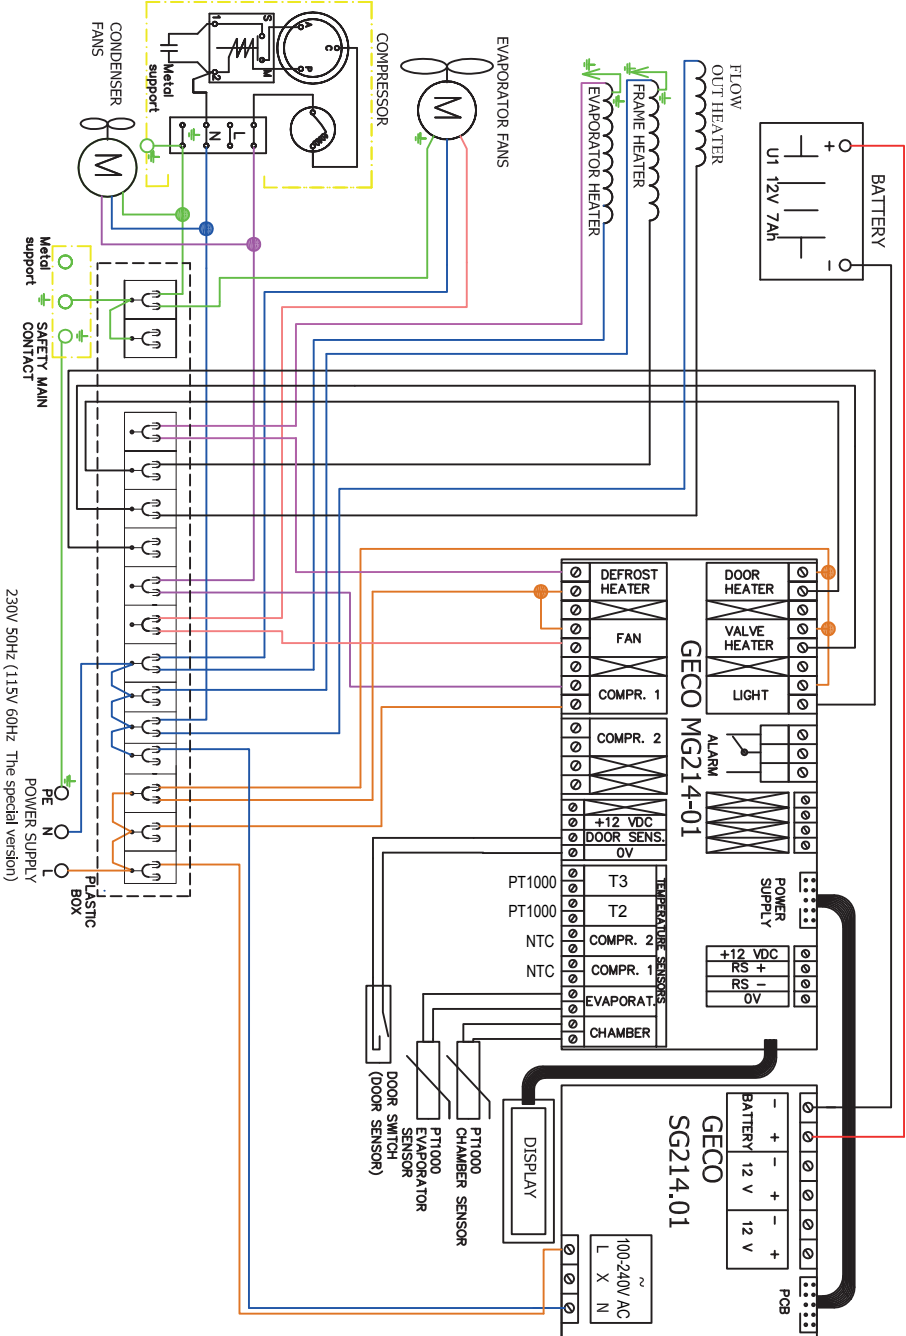 CONDENSER
FANS
S
1
2
M
A
C
P
Metal
support
COMPRESSOR
N
L
M
EVAPORATOR FANS
M
EVAPORATOR HEATER
FRAME HEATER
FLOW
OUT HEATER
BATTERY
+
−
U1 12V 7Ah
Metal
support
SAFETY MAIN
CONTACT
230V 50Hz (115V 60Hz The special version)
POWER SUPPLY
PE
N
L
PLASTIC
BOX
GECO MG214-01
DEFROST
HEATER
FAN
COMPR. 1
COMPR. 2
+12 VDC
DOOR SENS.
0V
TEMPERATURE SENSORS
T3
T2
COMPR. 2
COMPR. 1
EVAPORAT.
CHAMBER
PT1000
PT1000
NTC
NTC
DOOR
HEATER
VALVE
HEATER
LIGHT
ALARM
POWER
SUPPLY
+12 VDC
RS +
RS −
0V
DOOR SWITCH
(DOOR SENSOR)
PT1000
EVAPORATOR
SENSOR
PT1000
CHAMBER SENSOR
DISPLAY
GECO
SG214.01
− +
BATTERY
− +
12 V
− +
12 V
PCB
~
100-240V AC
L X N